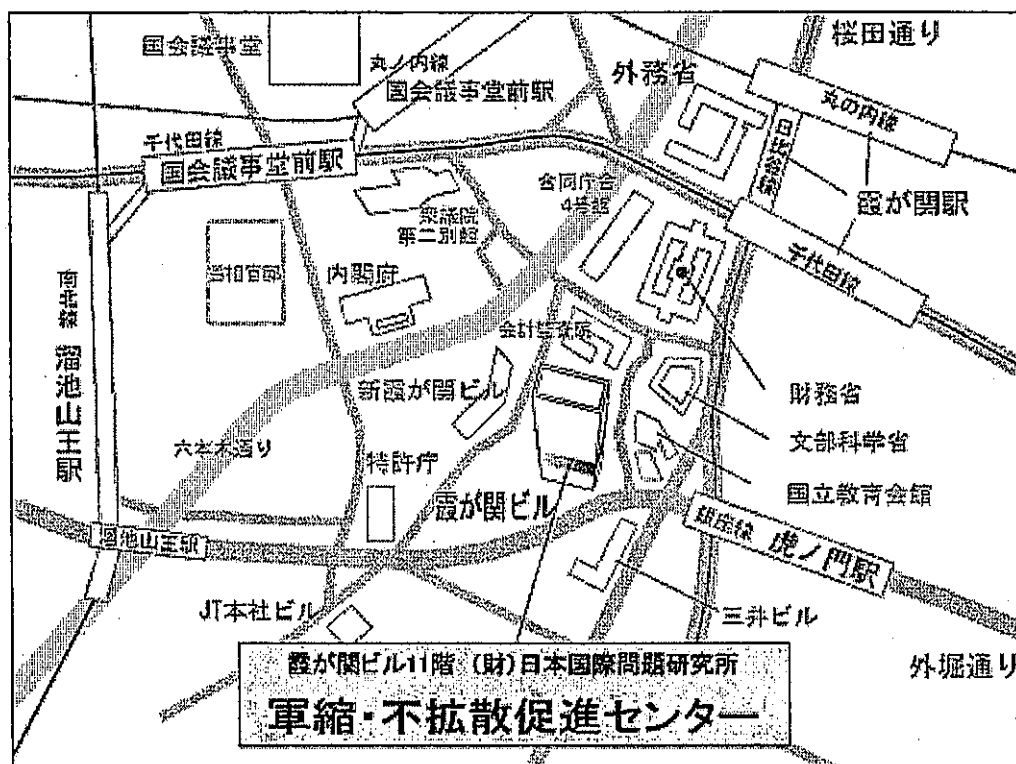 国会議事堂
丸ノ内線
国会議事堂前駅
外務省
桜田通り
丸の内線
日比谷線
千代田線
国会議事堂前駅
霞が関駅
合同庁舎
4号館
衆議院
第二別館
千代田線
首相官邸
内閣府
南北線
溜池山王駅
会計検査院
新霞が関ビル
財務省
文部科学省
六本木通り
特許庁
国立教育会館
霞が関ビル
銀座線 虎ノ門駅
溜池山王駅
JT本社ビル
三井ビル
外堀通り
霞が関ビル11階 (財)日本国際問題研究所
軍縮・不拡散促進センター